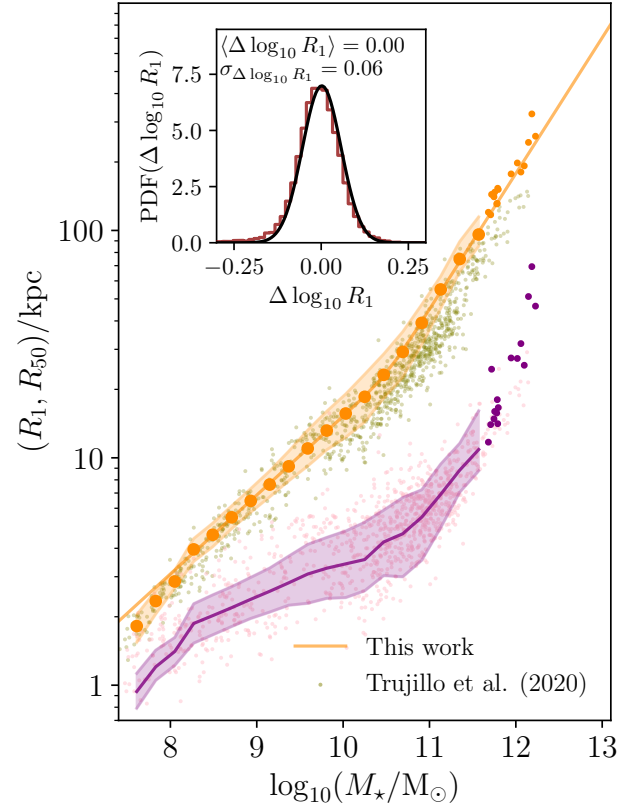 ⟨Δ log₁₀ R₁⟩ = 0.00
σ_{Δ log₁₀ R₁} = 0.06
PDF(Δ log₁₀ R₁)
7.5
5.0
2.5
0.0
−0.25
0.00
0.25
Δ log₁₀ R₁
(R₁, R₅₀)/kpc
100
10
1
This work
Trujillo et al. (2020)
8
9
10
11
12
13
log₁₀(M⋆/M⊙)